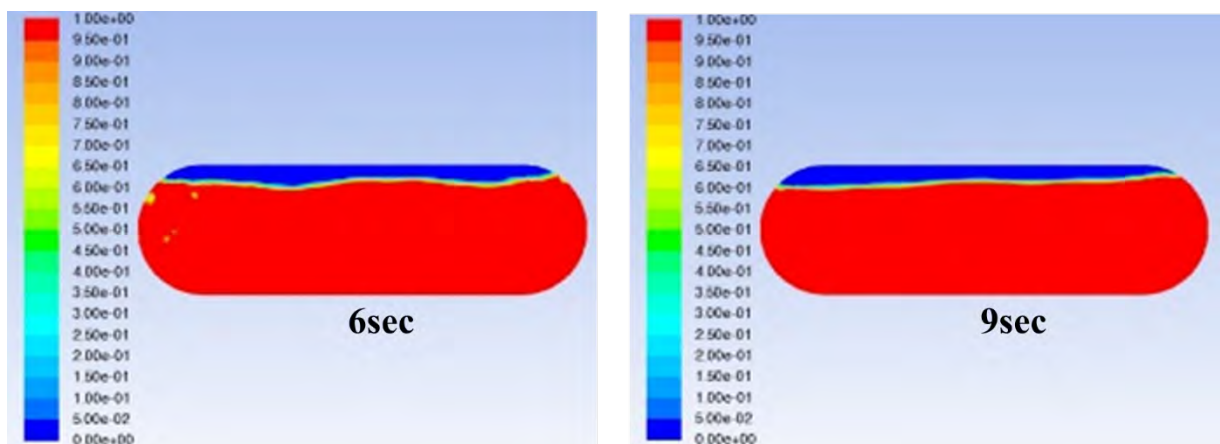 1.00e+00
9.50e-01
9.00e-01
8.50e-01
8.00e-01
7.50e-01
7.00e-01
6.50e-01
6.00e-01
5.50e-01
5.00e-01
4.50e-01
4.00e-01
3.50e-01
3.00e-01
2.50e-01
2.00e-01
1.50e-01
1.00e-01
5.00e-02
0.00e+00
6sec
1.00e+00
9.50e-01
9.00e-01
8.50e-01
8.00e-01
7.50e-01
7.00e-01
6.50e-01
6.00e-01
5.50e-01
5.00e-01
4.50e-01
4.00e-01
3.50e-01
3.00e-01
2.50e-01
2.00e-01
1.50e-01
1.00e-01
5.00e-02
0.00e+00
9sec